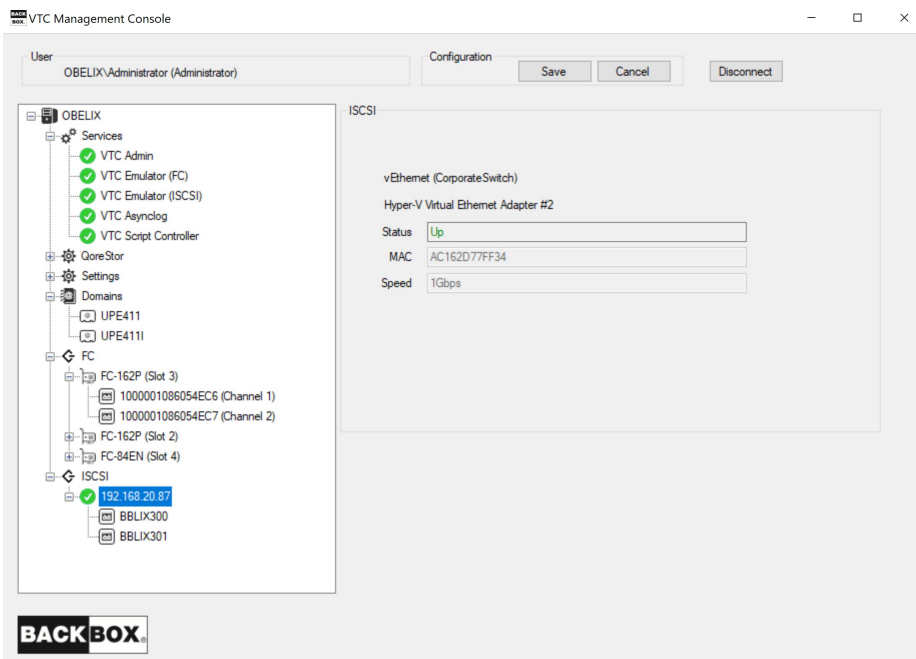 BACK BOX. VTC Management Console
User
OBELIX\Administrator (Administrator)
Configuration
Save Cancel Disconnect
OBELIX
Services
VTC Admin
VTC Emulator (FC)
VTC Emulator (ISCSI)
VTC Asynclog
VTC Script Controller
QoreStor
Settings
Domains
UPE411
UPE411I
FC
FC-162P (Slot 3)
1000001086054EC6 (Channel 1)
1000001086054EC7 (Channel 2)
FC-162P (Slot 2)
FC-84EN (Slot 4)
ISCSI
192.168.20.87
BBLIX300
BBLIX301
ISCSI
vEthernet (CorporateSwitch)
Hyper-V Virtual Ethernet Adapter #2
Status Up
MAC AC162D77FF34
Speed 1Gbps
BACKBOX®